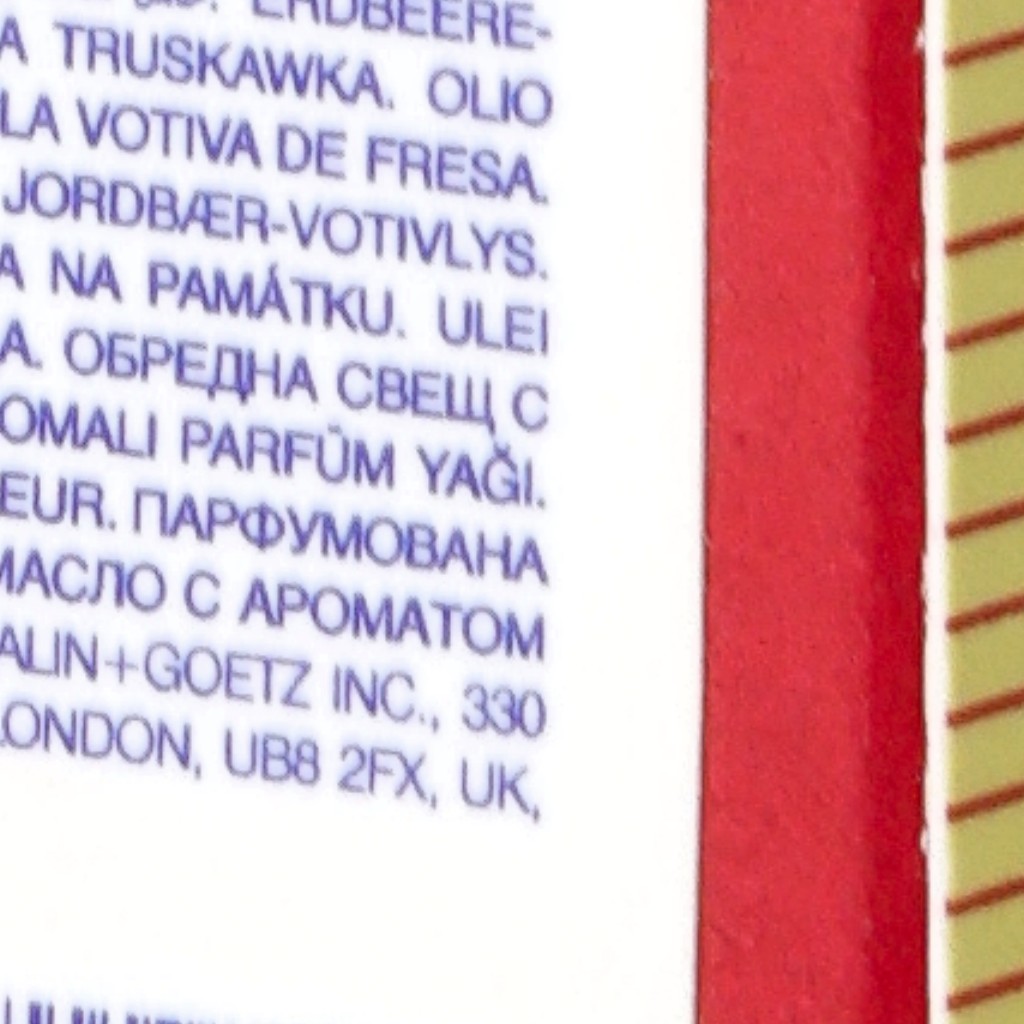 ERDBEERE-
A TRUSKAWKA. OLIO
LA VOTIVA DE FRESA.
JORDBÆR-VOTIVLYS.
A NA PAMÁTKU. ULEI
A. ОБРЕДНА СВЕЩ С
OMALI PARFÜM YAĞI.
EUR. ПАРФУМОВАНА
МАСЛО С АРОМАТОМ
ALIN+GOETZ INC., 330
LONDON, UB8 2FX, UK,